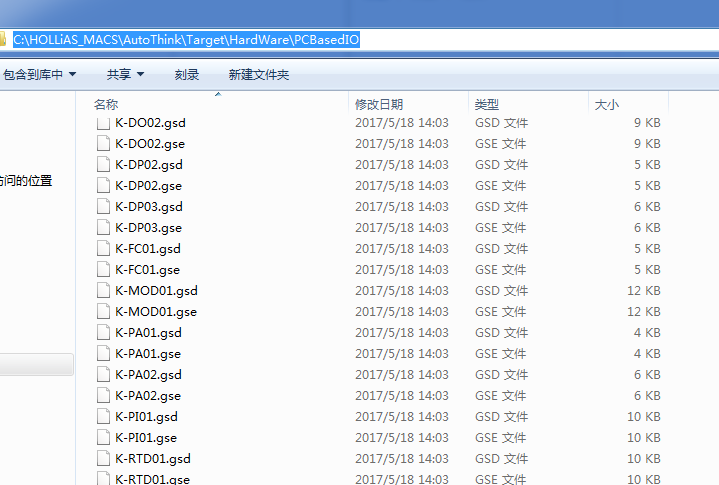 C:\HOLLiAS_MACS\AutoThink\Target\HardWare\PCBasedIO
包含到库中 共享 刻录 新建文件夹
名称 修改日期 类型 大小
K-DO02.gsd 2017/5/18 14:03 GSD 文件 9 KB
K-DO02.gse 2017/5/18 14:03 GSE 文件 9 KB
K-DP02.gsd 2017/5/18 14:03 GSD 文件 5 KB
K-DP02.gse 2017/5/18 14:03 GSE 文件 5 KB
访问的位置
K-DP03.gsd 2017/5/18 14:03 GSD 文件 6 KB
K-DP03.gse 2017/5/18 14:03 GSE 文件 6 KB
K-FC01.gsd 2017/5/18 14:03 GSD 文件 5 KB
K-FC01.gse 2017/5/18 14:03 GSE 文件 5 KB
K-MOD01.gsd 2017/5/18 14:03 GSD 文件 12 KB
K-MOD01.gse 2017/5/18 14:03 GSE 文件 12 KB
K-PA01.gsd 2017/5/18 14:03 GSD 文件 4 KB
K-PA01.gse 2017/5/18 14:03 GSE 文件 4 KB
K-PA02.gsd 2017/5/18 14:03 GSD 文件 6 KB
K-PA02.gse 2017/5/18 14:03 GSE 文件 6 KB
K-PI01.gsd 2017/5/18 14:03 GSD 文件 10 KB
K-PI01.gse 2017/5/18 14:03 GSE 文件 10 KB
K-RTD01.gsd 2017/5/18 14:03 GSD 文件 10 KB
K-RTD01.gse 2017/5/18 14:03 GSE 文件 10 KB